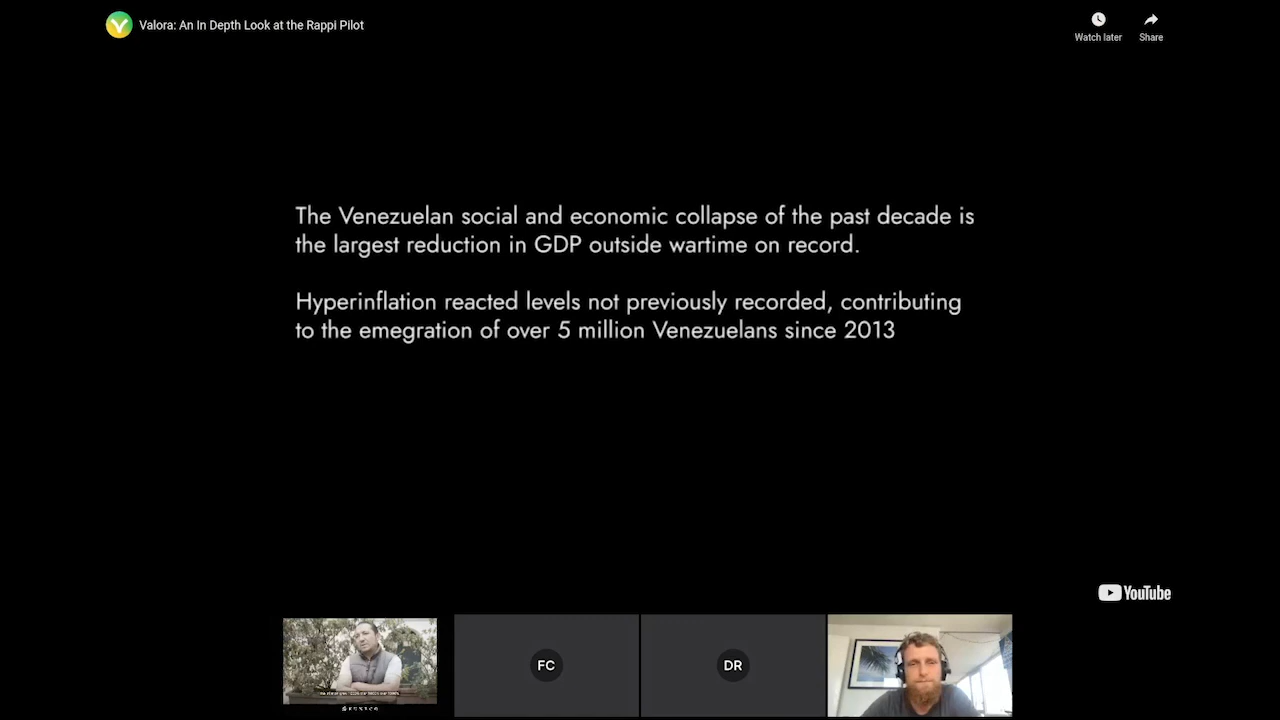 Valora: An In Depth Look at the Rappi Pilot
Watch later
Share
The Venezuelan social and economic collapse of the past decade is
the largest reduction in GDP outside wartime on record.
Hyperinflation reacted levels not previously recorded, contributing
to the emegration of over 5 million Venezuelans since 2013
YouTube
FC
DR